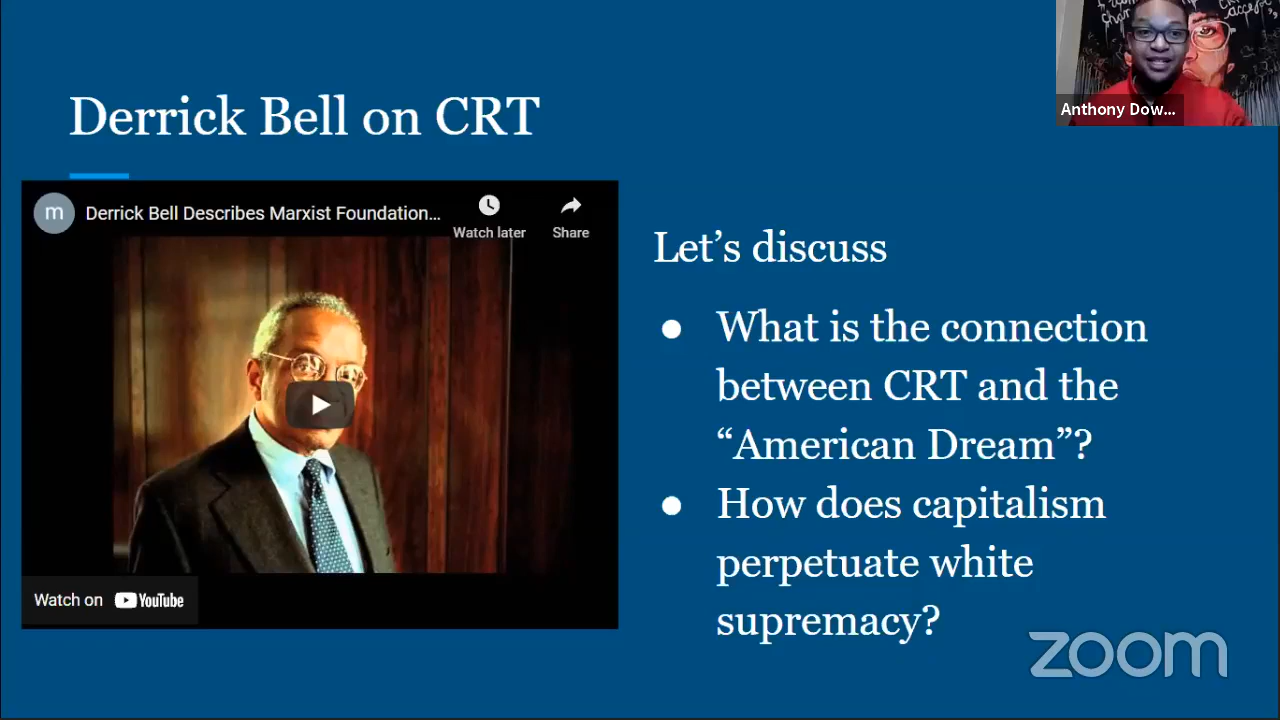 Derrick Bell on CRT
m
Derrick Bell Describes Marxist Foundation...
Watch later
Share
Watch on YouTube
Let's discuss
● What is the connection
between CRT and the
“American Dream”?
● How does capitalism
perpetuate white
supremacy?
Anthony Dow...
zoom